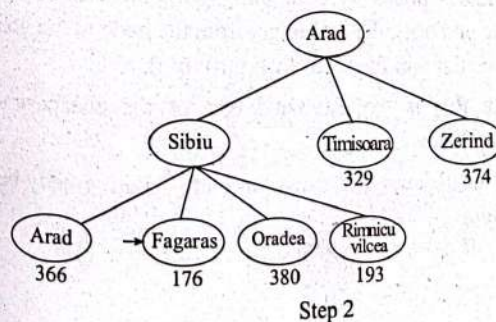 Arad
Sibiu
Timisoara
Zerind
329
374
Arad
Fagaras
Oradea
Rimnicu
vilcea
366
176
380
193
Step 2